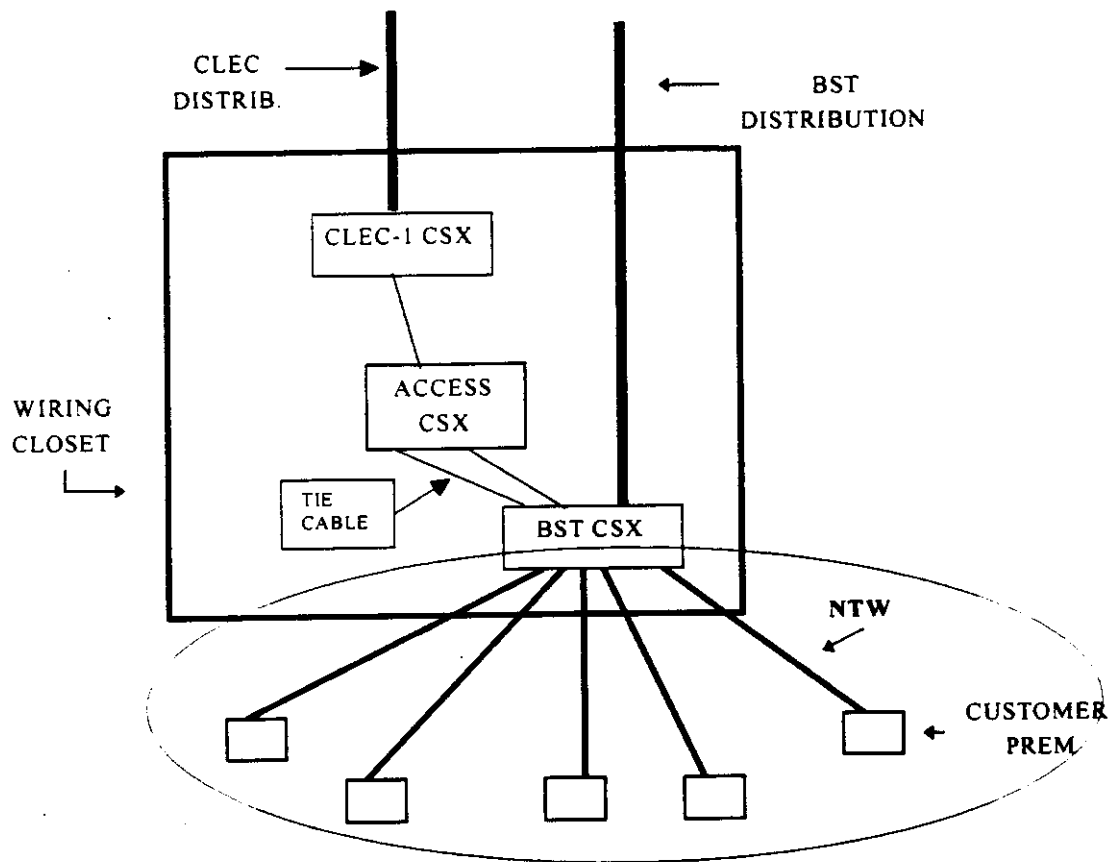 CLEC
DISTRIB.
BST
DISTRIBUTION
CLEC-1 CSX
ACCESS
CSX
WIRING
CLOSET
TIE
CABLE
BST CSX
NTW
CUSTOMER
PREM